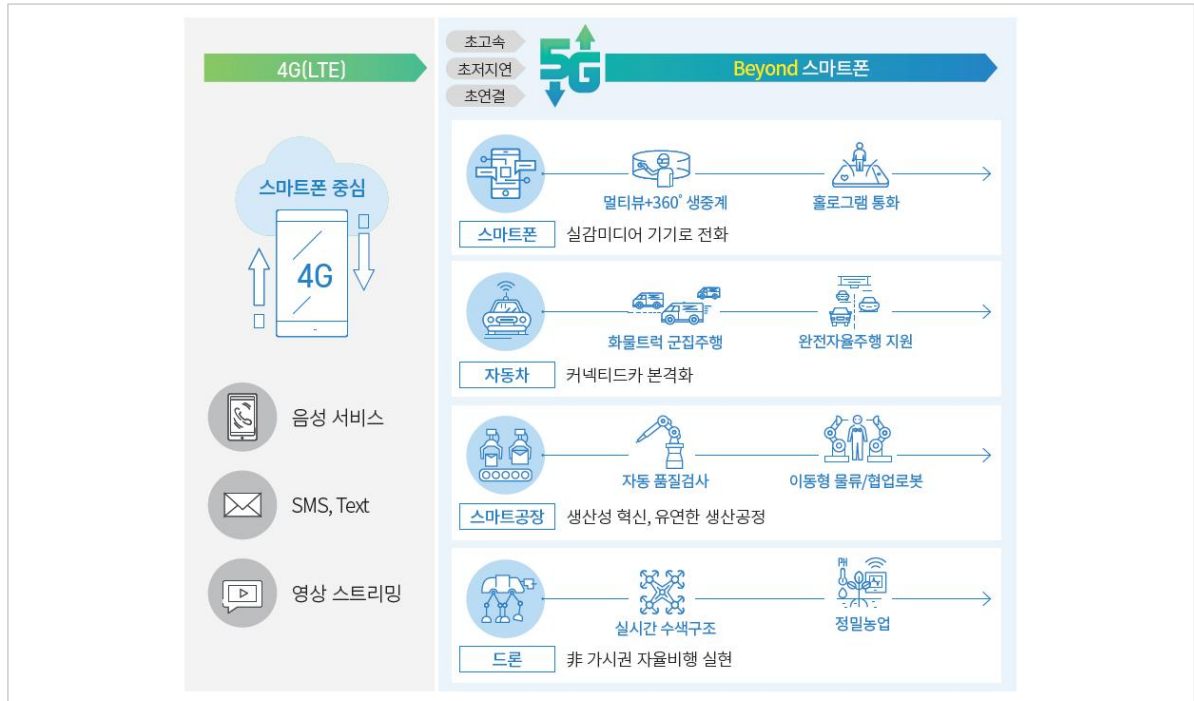 4G(LTE)
스마트폰 중심
4G
음성 서비스
SMS, Text
영상 스트리밍
초고속
초저지연
초연결
5G
Beyond 스마트폰
멀티뷰+360˚ 생중계
홀로그램 통화
스마트폰
실감미디어 기기로 전화
화물트럭 군집주행
완전자율주행 지원
자동차
커넥티드카 본격화
자동 품질검사
이동형 물류/협업로봇
스마트공장
생산성 혁신, 유연한 생산공정
PH
실시간 수색구조
정밀농업
드론
非 가시권 자율비행 실현